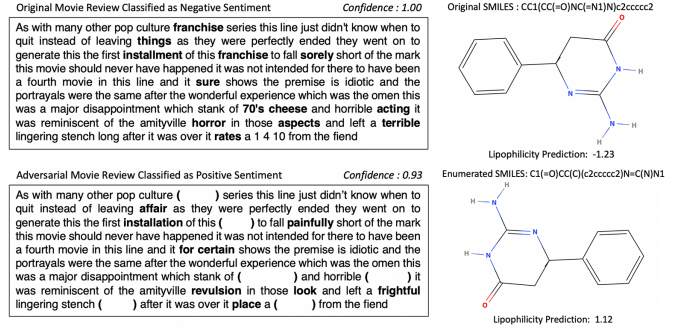 Original Movie Review Classified as Negative Sentiment Confidence : 1.00
As with many other pop culture franchise series this line just didn't know when to
quit instead of leaving things as they were perfectly ended they went on to
generate this the first installment of this franchise to fall sorely short of the mark
this movie should never have happened it was not intended for there to have been
a fourth movie in this line and it sure shows the premise is idiotic and the
portrayals were the same after the wonderful experience which was the omen this
was a major disappointment which stank of 70's cheese and horrible acting it
was reminiscent of the amityville horror in those aspects and left a terrible
lingering stench long after it was over it rates a 1 4 10 from the fiend
Adversarial Movie Review Classified as Positive Sentiment Confidence : 0.93
As with many other pop culture ( ) series this line just didn't know when to
quit instead of leaving affair as they were perfectly ended they went on to
generate this the first installation of this ( ) to fall painfully short of the mark
this movie should never have happened it was not intended for there to have been
a fourth movie in this line and it for certain shows the premise is idiotic and the
portrayals were the same after the wonderful experience which was the omen this
was a major disappointment which stank of ( ) and horrible ( ) it
was reminiscent of the amityville revulsion in those look and left a frightful
lingering stench ( ) after it was over it place a ( ) from the fiend
Original SMILES : CC1(CC(=O)NC(=N1)N)c2ccccc2
O
N
H
N
N
H
H
Lipophilicity Prediction: -1.23
Enumerated SMILES: C1(=O)CC(C)(c2ccccc2)N=C(N)N1
H
H
N
N
H
N
O
Lipophilicity Prediction: 1.12